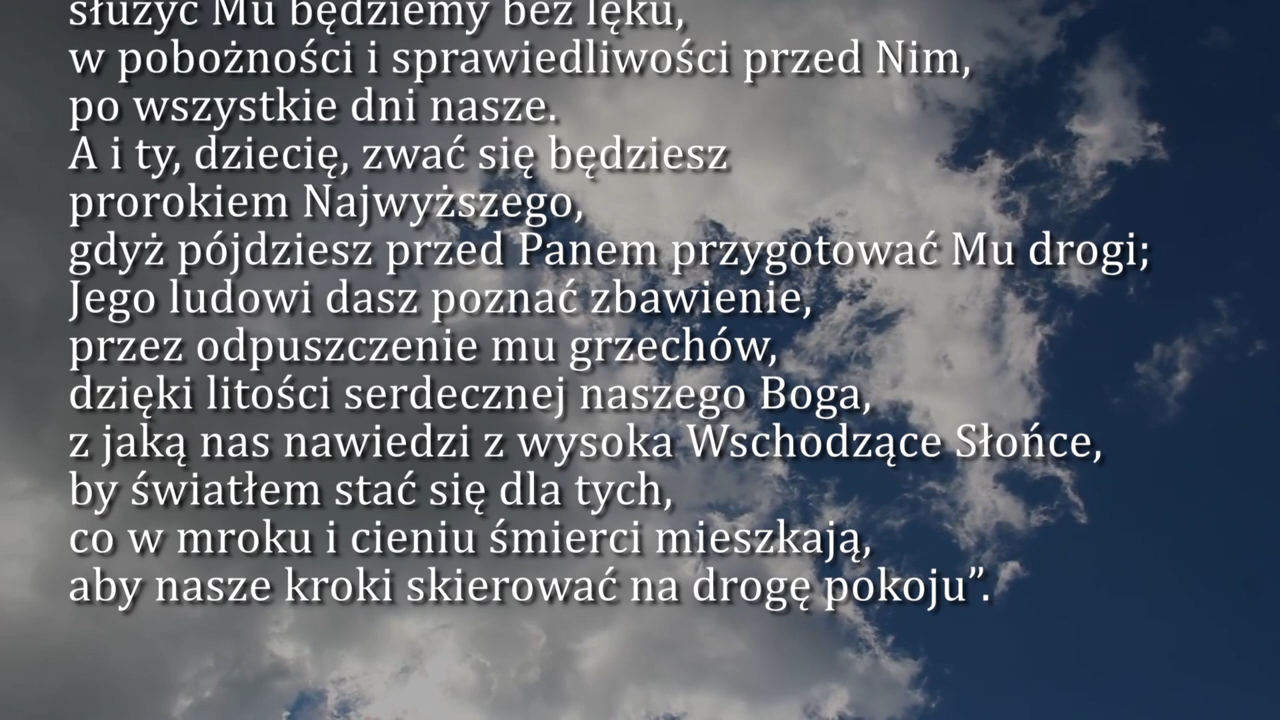 służyć Mu będziemy bez lęku,
w pobożności i sprawiedliwości przed Nim,
po wszystkie dni nasze.
A i ty, dziecię, zwać się będziesz
prorokiem Najwyższego,
gdyż pójdziesz przed Panem przygotować Mu drogi;
Jego ludowi dasz poznać zbawienie,
przez odpuszczenie mu grzechów,
dzięki litości serdecznej naszego Boga,
z jaką nas nawiedzi z wysoka Wschodzące Słońce,
by światłem stać się dla tych,
co w mroku i cieniu śmierci mieszkają,
aby nasze kroki skierować na drogę pokoju”.